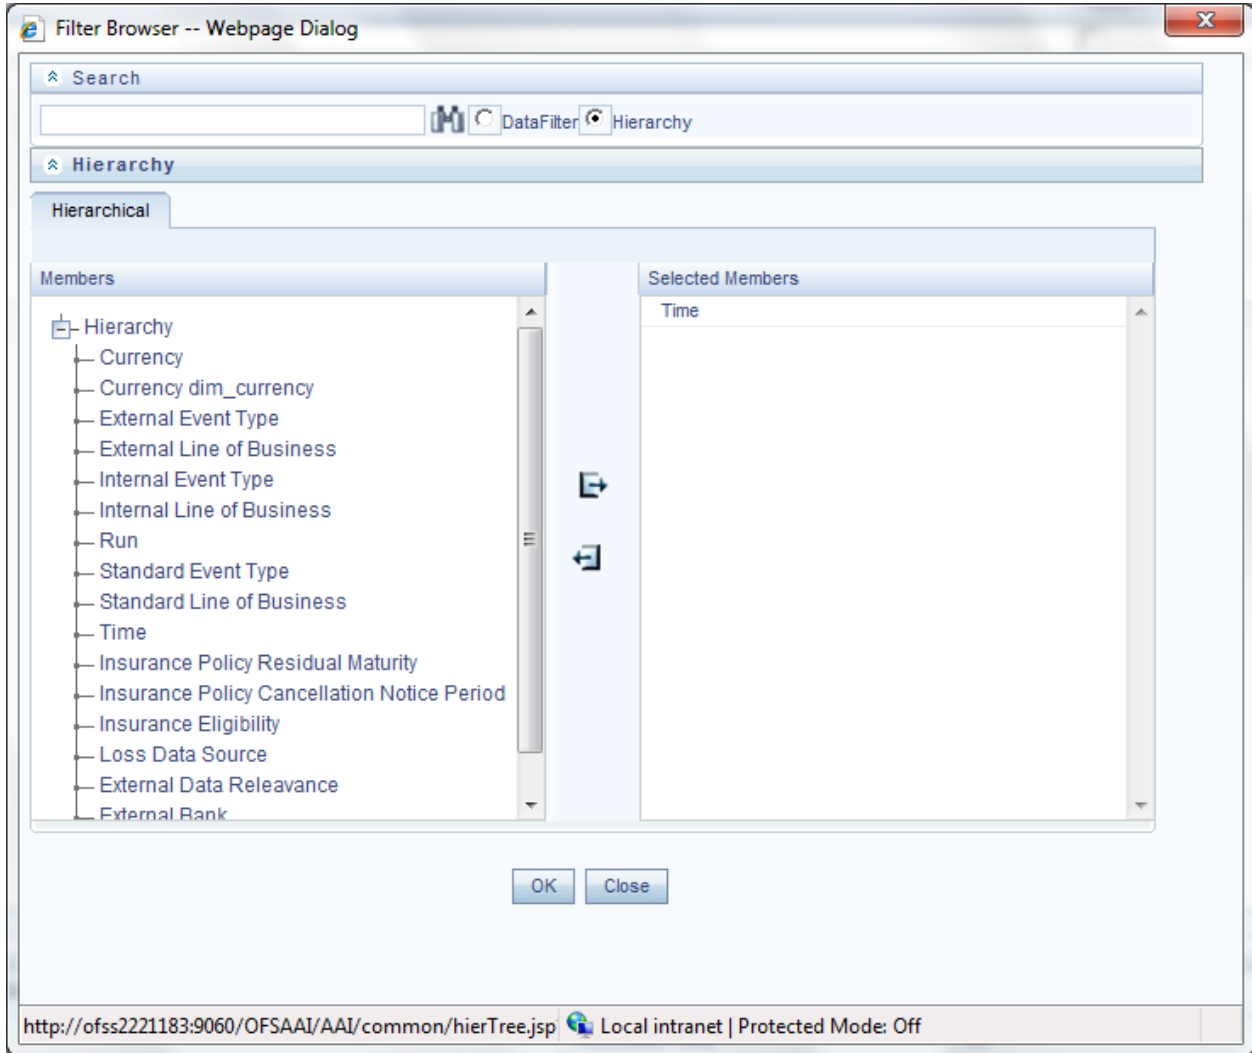 Filter Browser -- Webpage Dialog
Search
DataFilter Hierarchy
Hierarchy
Hierarchical
Members
Hierarchy
Currency
Currency dim_currency
External Event Type
External Line of Business
Internal Event Type
Internal Line of Business
Run
Standard Event Type
Standard Line of Business
Time
Insurance Policy Residual Maturity
Insurance Policy Cancellation Notice Period
Insurance Eligibility
Loss Data Source
External Data Releavance
External Bank
Selected Members
Time
OK Close
http://ofss2221183:9060/OFSAAI/AAI/common/hierTree.jsp Local intranet | Protected Mode: Off